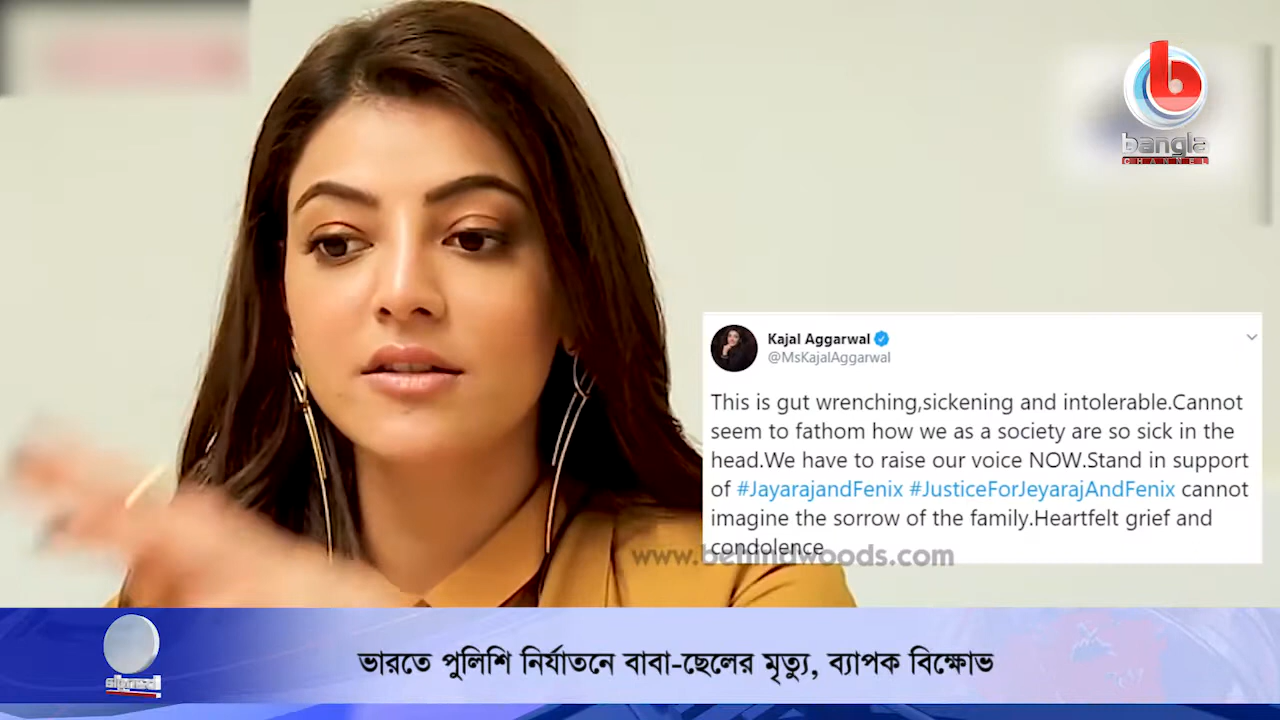 b
bangla
CHANNEL
Kajal Aggarwal
@MsKajalAggarwal
This is gut wrenching,sickening and intolerable.Cannot
seem to fathom how we as a society are so sick in the
head.We have to raise our voice NOW.Stand in support
of #JayarajandFenix #JusticeForJeyarajAndFenix cannot
imagine the sorrow of the family.Heartfelt grief and
condolence
www.behindwoods.com
ভারতে পুলিশি নির্যাতনে বাবা-ছেলের মৃত্যু, ব্যাপক বিক্ষোভ